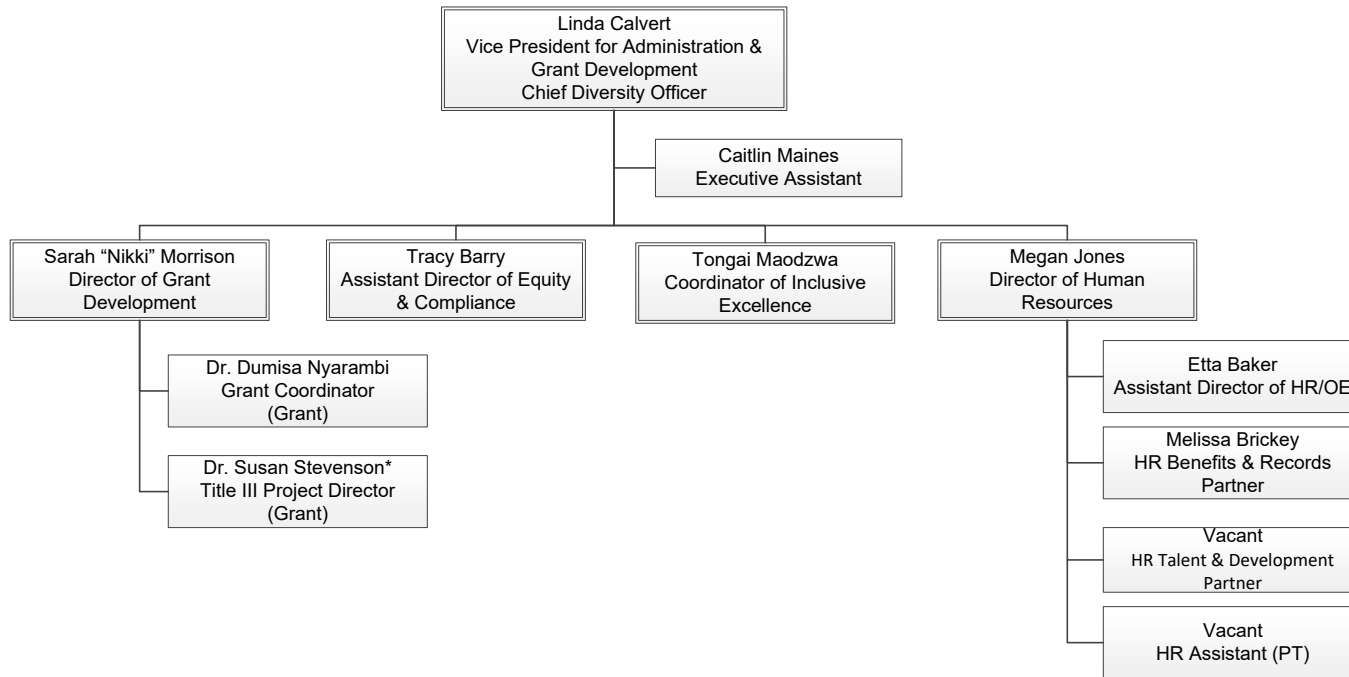 Linda Calvert
Vice President for Administration &
Grant Development
Chief Diversity Officer
Caitlin Maines
Executive Assistant
Sarah “Nikki” Morrison
Director of Grant
Development
Tracy Barry
Assistant Director of Equity
& Compliance
Tongai Maodzwa
Coordinator of Inclusive
Excellence
Megan Jones
Director of Human
Resources
Dr. Dumisa Nyarambi
Grant Coordinator
(Grant)
Dr. Susan Stevenson*
Title III Project Director
(Grant)
Etta Baker
Assistant Director of HR/OE
Melissa Brickey
HR Benefits & Records
Partner
Vacant
HR Talent & Development
Partner
Vacant
HR Assistant (PT)